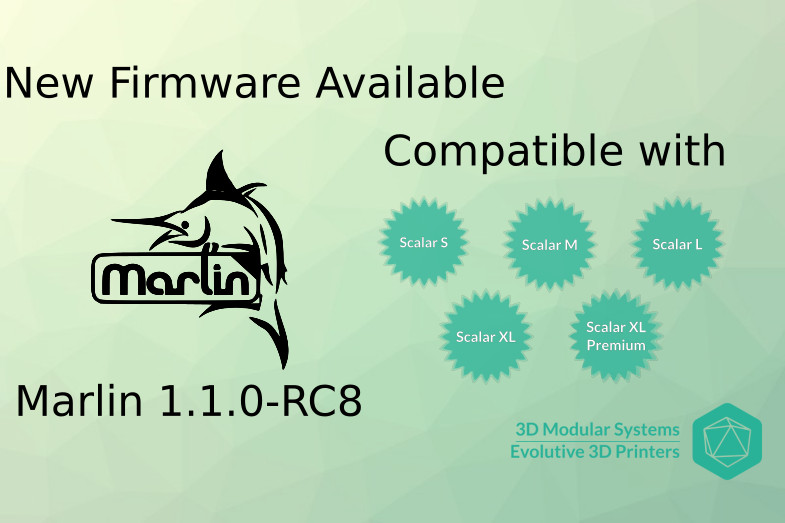 New Firmware Available
Compatible with
Scalar S
Scalar M
Scalar L
Marlin
Scalar XL
Scalar XL
Premium
Marlin 1.1.0-RC8
3D Modular Systems
Evolutive 3D Printers